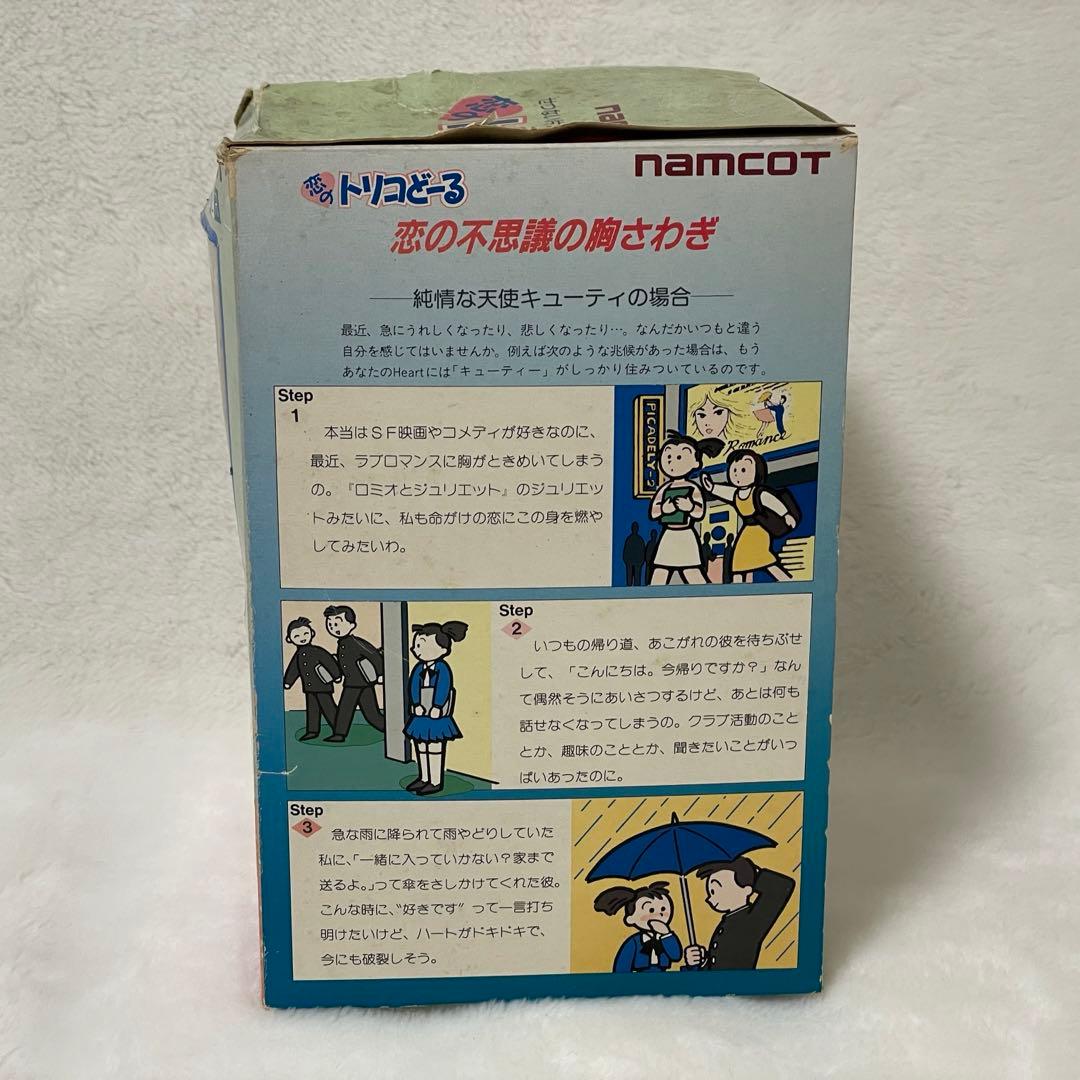 恋の
せつない
namc
namcot
恋のトリコどーる
恋の不思議の胸さわぎ
純情な天使キューティの場合
最近、急にうれしくなったり、悲しくなったり…。なんだかいつもと違う
自分を感じてはいませんか。例えば次のような兆候があった場合は、もう
あなたのHeartには「キューティー」がしっかり住みついているのです。
Step
1
本当はＳＦ映画やコメディが好きなのに、
最近、ラブロマンスに胸がときめいてしまう
の。『ロミオとジュリエット』のジュリエッ
トみたいに、私も命がけの恋にこの身を燃や
してみたいわ。
PICADELY-2
Romance
Step
2
いつもの帰り道、あこがれの彼を待ちぶせ
して、「こんにちは。今帰りですか？」なん
て偶然そうにあいさつするけど、あとは何も
話せなくなってしまうの。クラブ活動のこと
とか、趣味のこととか、聞きたいことがいっ
ぱいあったのに。
Step
3
急な雨に降られて雨やどりしていた
私に、「一緒に入っていかない？家まで
送るよ。」って傘をさしかけてくれた彼。
こんな時に、“好きです”って一言打ち
明けたいけど、ハートがドキドキで、
今にも破裂しそう。